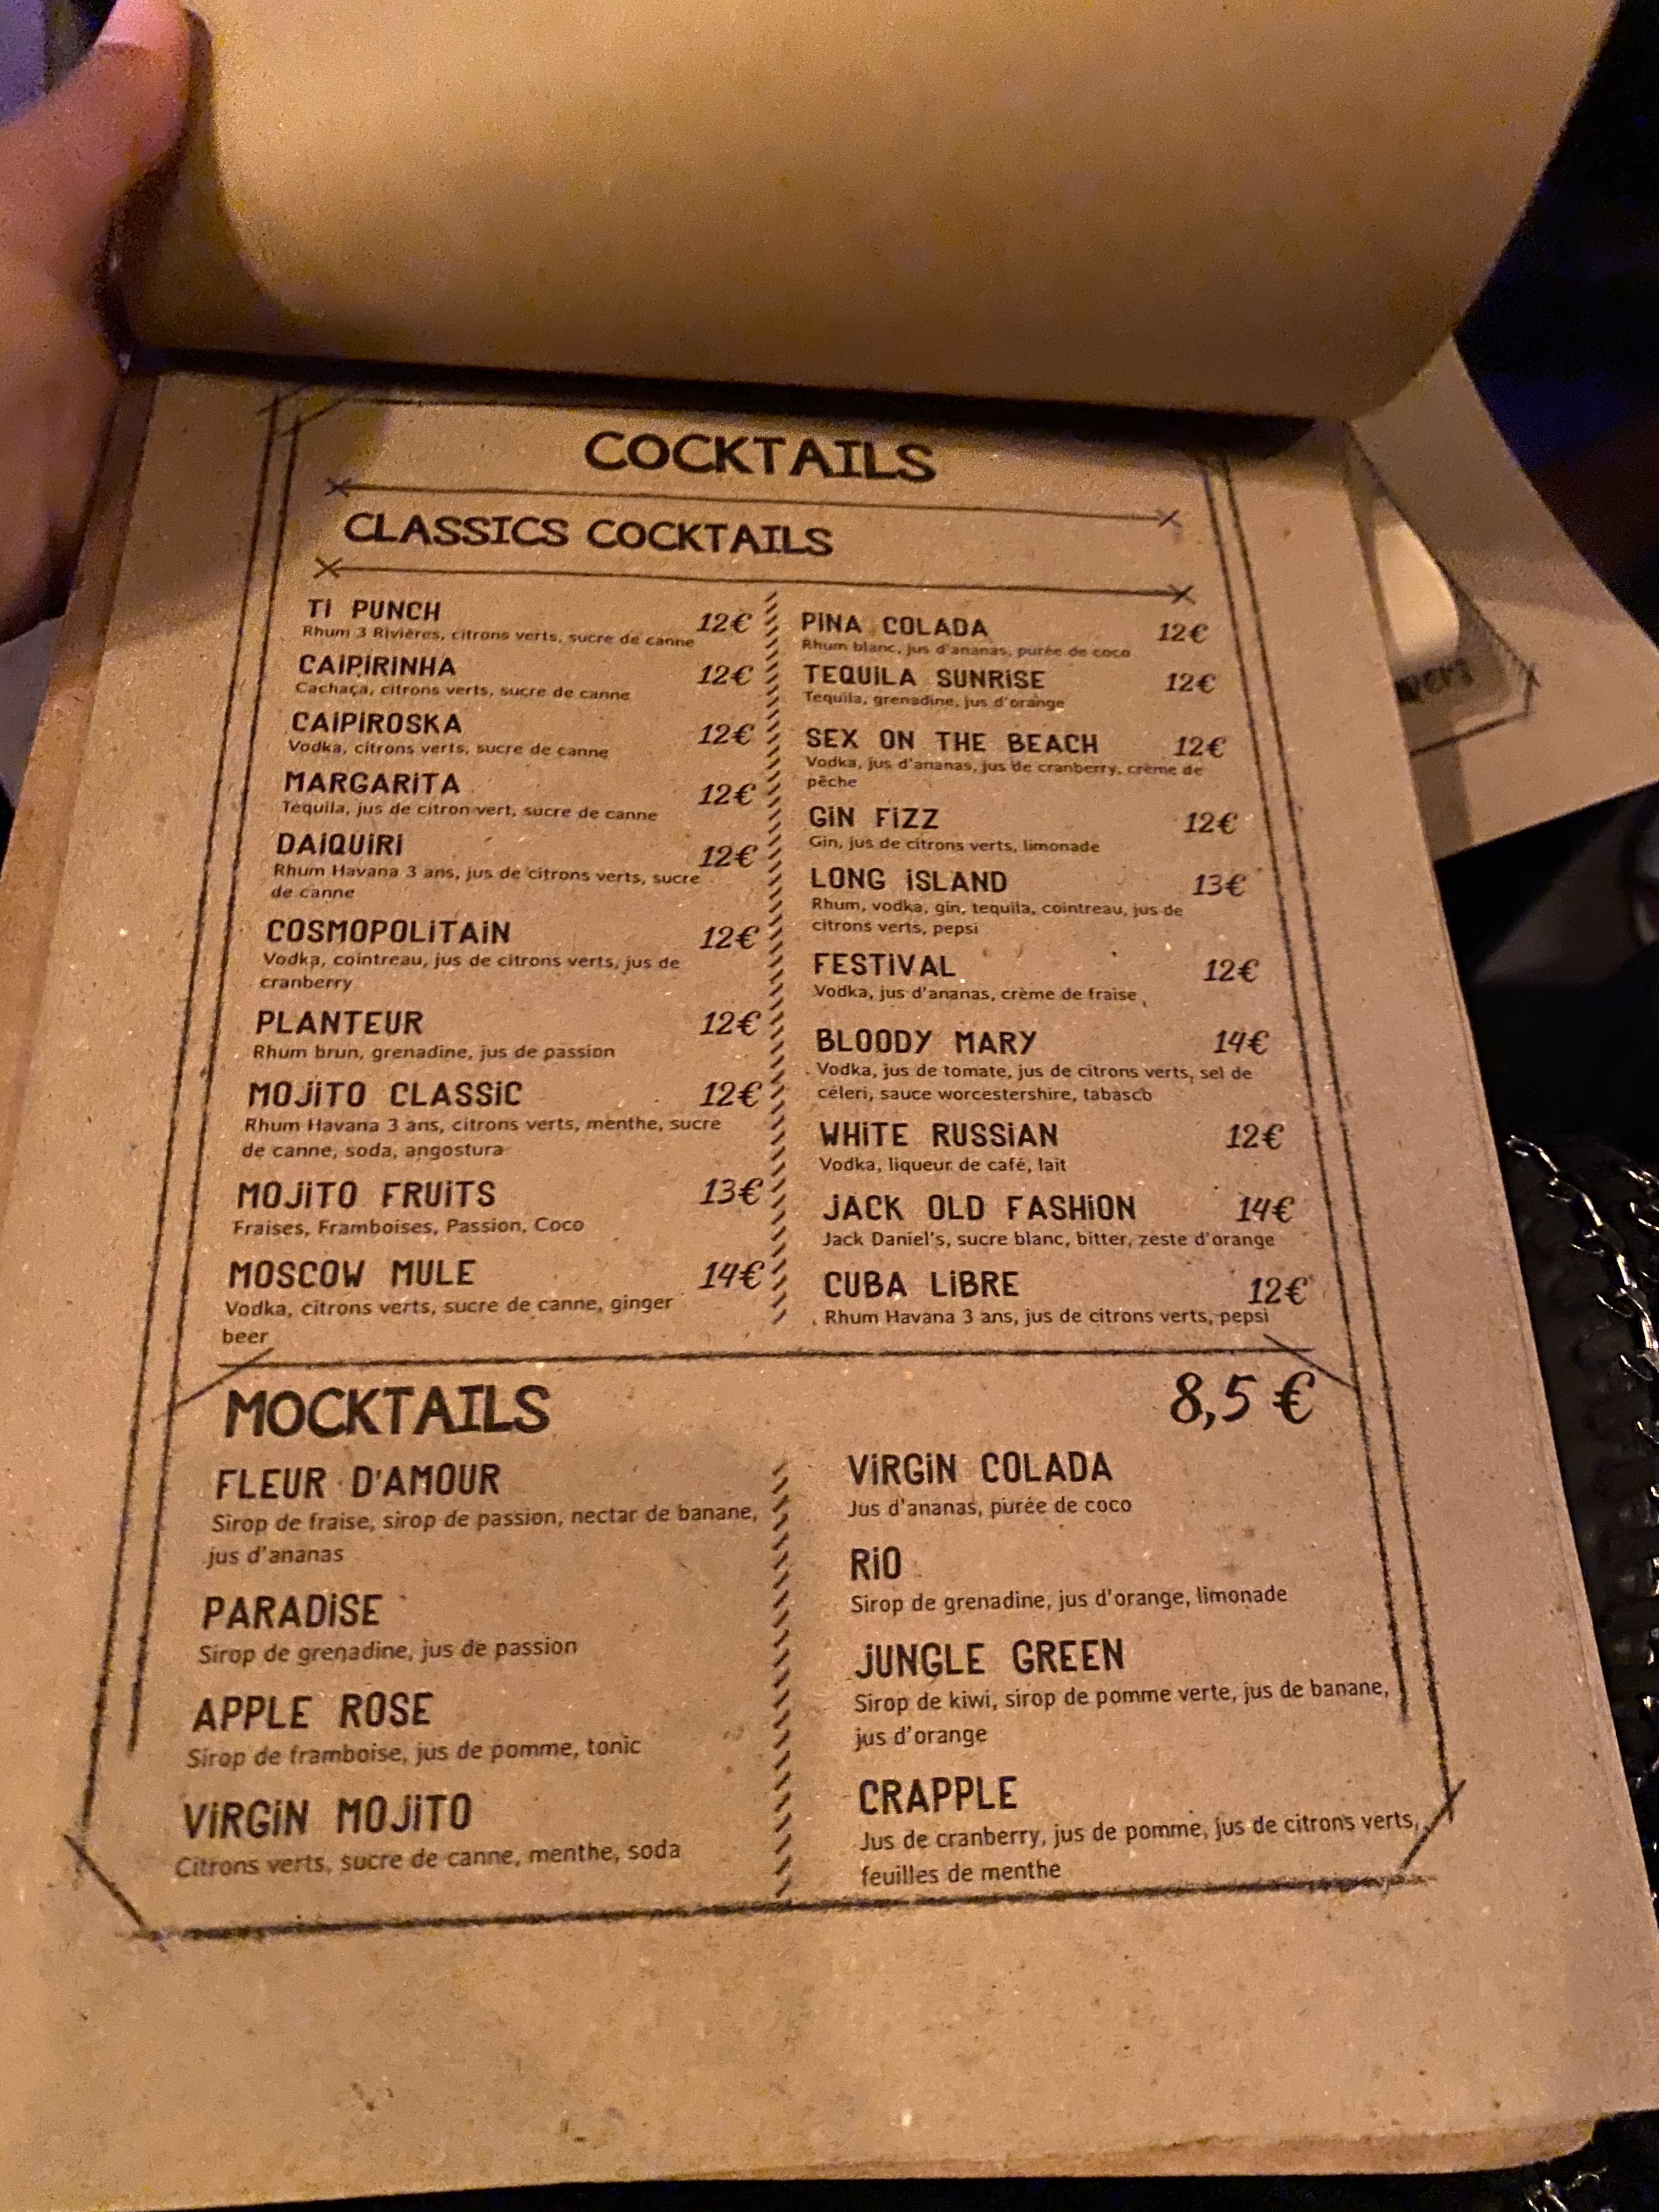 COCKTAILS
CLASSICS COCKTAILS
Ti PUNCH 12€
Rhum 3 Rivières, citrons verts, sucre de canne
CAiPiRiNHA 12€
Cachaça, citrons verts, sucre de canne
CAiPiROSKA 12€
Vodka, citrons verts, sucre de canne
MARGARiTA 12€
Tequila, jus de citron vert, sucre de canne
DAiQUiRi 12€
Rhum Havana 3 ans, jus de citrons verts, sucre
de canne
COSMOPOLiTAiN 12€
Vodka, cointreau, jus de citrons verts, jus de
cranberry
PLANTEUR 12€
Rhum brun, grenadine, jus de passion
MOJiTO CLASSiC 12€
Rhum Havana 3 ans, citrons verts, menthe, sucre
de canne, soda, angostura
MOJiTO FRUiTS 13€
Fraises, Framboises, Passion, Coco
MOSCOW MULE 14€
Vodka, citrons verts, sucre de canne, ginger
beer
PiNA COLADA 12€
Rhum blanc, jus d'ananas, purée de coco
TEQUiLA SUNRiSE 12€
Tequila, grenadine, jus d'orange
SEX ON THE BEACH 12€
Vodka, jus d'ananas, jus de cranberry, crème de
pêche
GiN FiZZ 12€
Gin, jus de citrons verts, limonade
LONG iSLAND 13€
Rhum, vodka, gin, tequila, cointreau, jus de
citrons verts, pepsi
FESTiVAL 12€
Vodka, jus d'ananas, crème de fraise
BLOODY MARY 14€
Vodka, jus de tomate, jus de citrons verts, sel de
céleri, sauce worcestershire, tabasco
WHiTE RUSSiAN 12€
Vodka, liqueur de café, lait
JACK OLD FASHiON 14€
Jack Daniel's, sucre blanc, bitter, zeste d'orange
CUBA LiBRE 12€
Rhum Havana 3 ans, jus de citrons verts, pepsi
MOCKTAILS 8,5 €
FLEUR D'AMOUR
Sirop de fraise, sirop de passion, nectar de banane,
jus d'ananas
PARADiSE
Sirop de grenadine, jus de passion
APPLE ROSE
Sirop de framboise, jus de pomme, tonic
ViRGiN MOJiTO
Citrons verts, sucre de canne, menthe, soda
ViRGiN COLADA
Jus d'ananas, purée de coco
RiO
Sirop de grenadine, jus d'orange, limonade
JUNGLE GREEN
Sirop de kiwi, sirop de pomme verte, jus de banane,
jus d'orange
CRAPPLE
Jus de cranberry, jus de pomme, jus de citrons verts,
feuilles de menthe